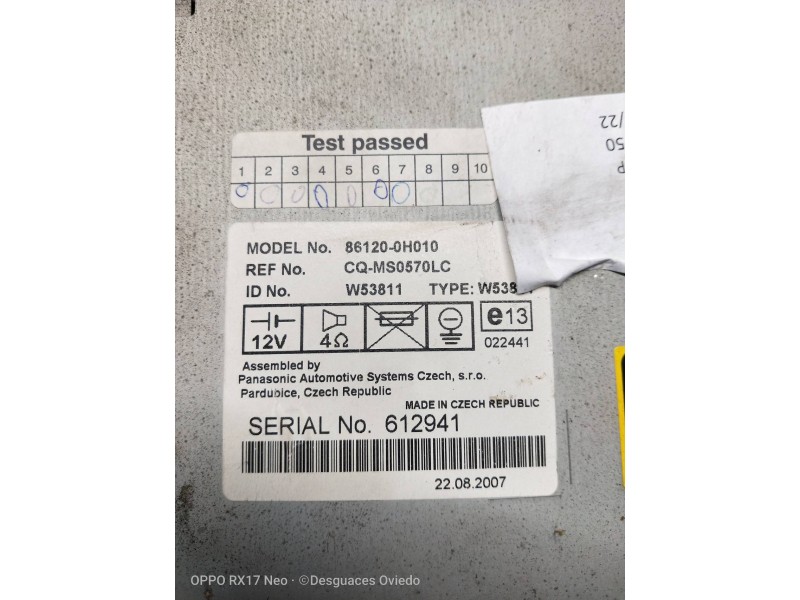 Test passed
1 2 3 4 5 6 7 8 9 10
MODEL No. 86120-0H010
REF No. CQ-MS0570LC
ID No. W53811 TYPE: W538
12V 4Ω e13
022441
Assembled by
Panasonic Automotive Systems Czech, s.r.o.
Pardubice, Czech Republic
MADE IN CZECH REPUBLIC
SERIAL No. 612941
22.08.2007
/22
50
P
OPPO RX17 Neo · ©Desguaces Oviedo